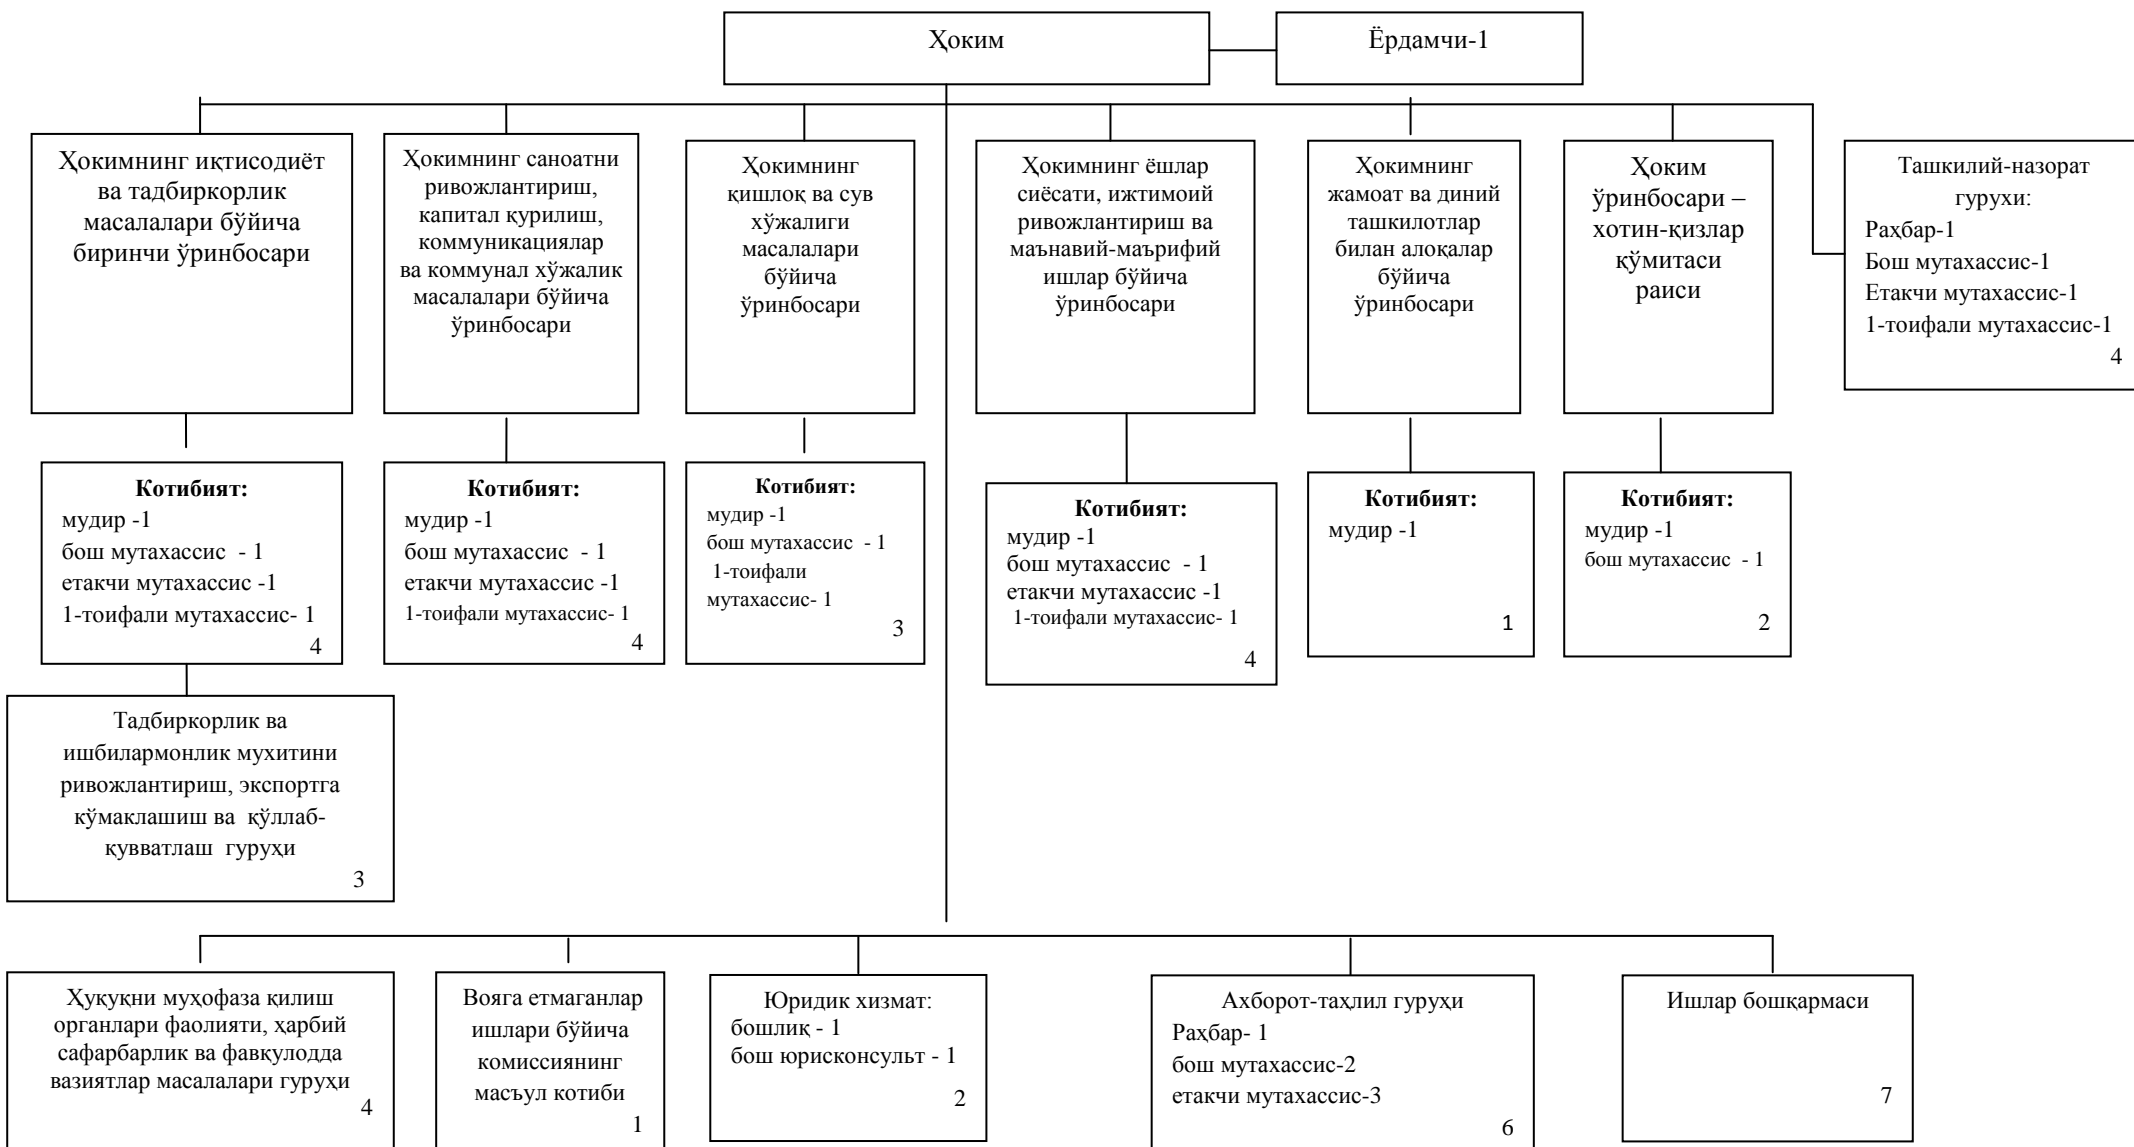 Ҳоким
Ёрдамчи-1
Ҳокимнинг иқтисодиёт
ва тадбиркорлик
масалалари бўйича
биринчи ўринбосари
Ҳокимнинг саноатни
ривожлантириш,
капитал қурилиш,
коммуникациялар
ва коммунал хўжалик
масалалари бўйича
ўринбосари
Ҳокимнинг
қишлоқ ва сув
хўжалиги
масалалари
бўйича
ўринбосари
Ҳокимнинг ёшлар
сиёсати, ижтимоий
ривожлантириш ва
маънавий-маърифий
ишлар бўйича
ўринбосари
Ҳокимнинг
жамоат ва диний
ташкилотлар
билан алоқалар
бўйича
ўринбосари
Ҳоким
ўринбосари –
хотин-қизлар
қўмитаси
раиси
Ташкилий-назорат
гурухи:
Раҳбар-1
Бош мутахассис-1
Етакчи мутахассис-1
1-тоифали мутахассис-1
4
Котибият:
мудир -1
бош мутахассис - 1
етакчи мутахассис -1
1-тоифали мутахассис- 1
4
Котибият:
мудир -1
бош мутахассис - 1
етакчи мутахассис -1
1-тоифали мутахассис- 1
4
Котибият:
мудир -1
бош мутахассис - 1
1-тоифали
мутахассис- 1
3
Котибият:
мудир -1
бош мутахассис - 1
етакчи мутахассис -1
1-тоифали мутахассис- 1
4
Котибият:
мудир -1
1
Котибият:
мудир -1
бош мутахассис - 1
2
Тадбиркорлик ва
ишбилармонлик мухитини
ривожлантириш, экспортга
кўмаклашиш ва қўллаб-
қувватлаш гуруҳи
3
Ҳуқуқни муҳофаза қилиш
органлари фаолияти, ҳарбий
сафарбарлик ва фавқулодда
вазиятлар масалалари гуруҳи
4
Вояга етмаганлар
ишлари бўйича
комиссиянинг
масъул котиби
1
Юридик хизмат:
бошлиқ - 1
бош юрисконсульт - 1
2
Ахборот-таҳлил гуруҳи
Раҳбар- 1
бош мутахассис-2
етакчи мутахассис-3
6
Ишлар бошқармаси
7